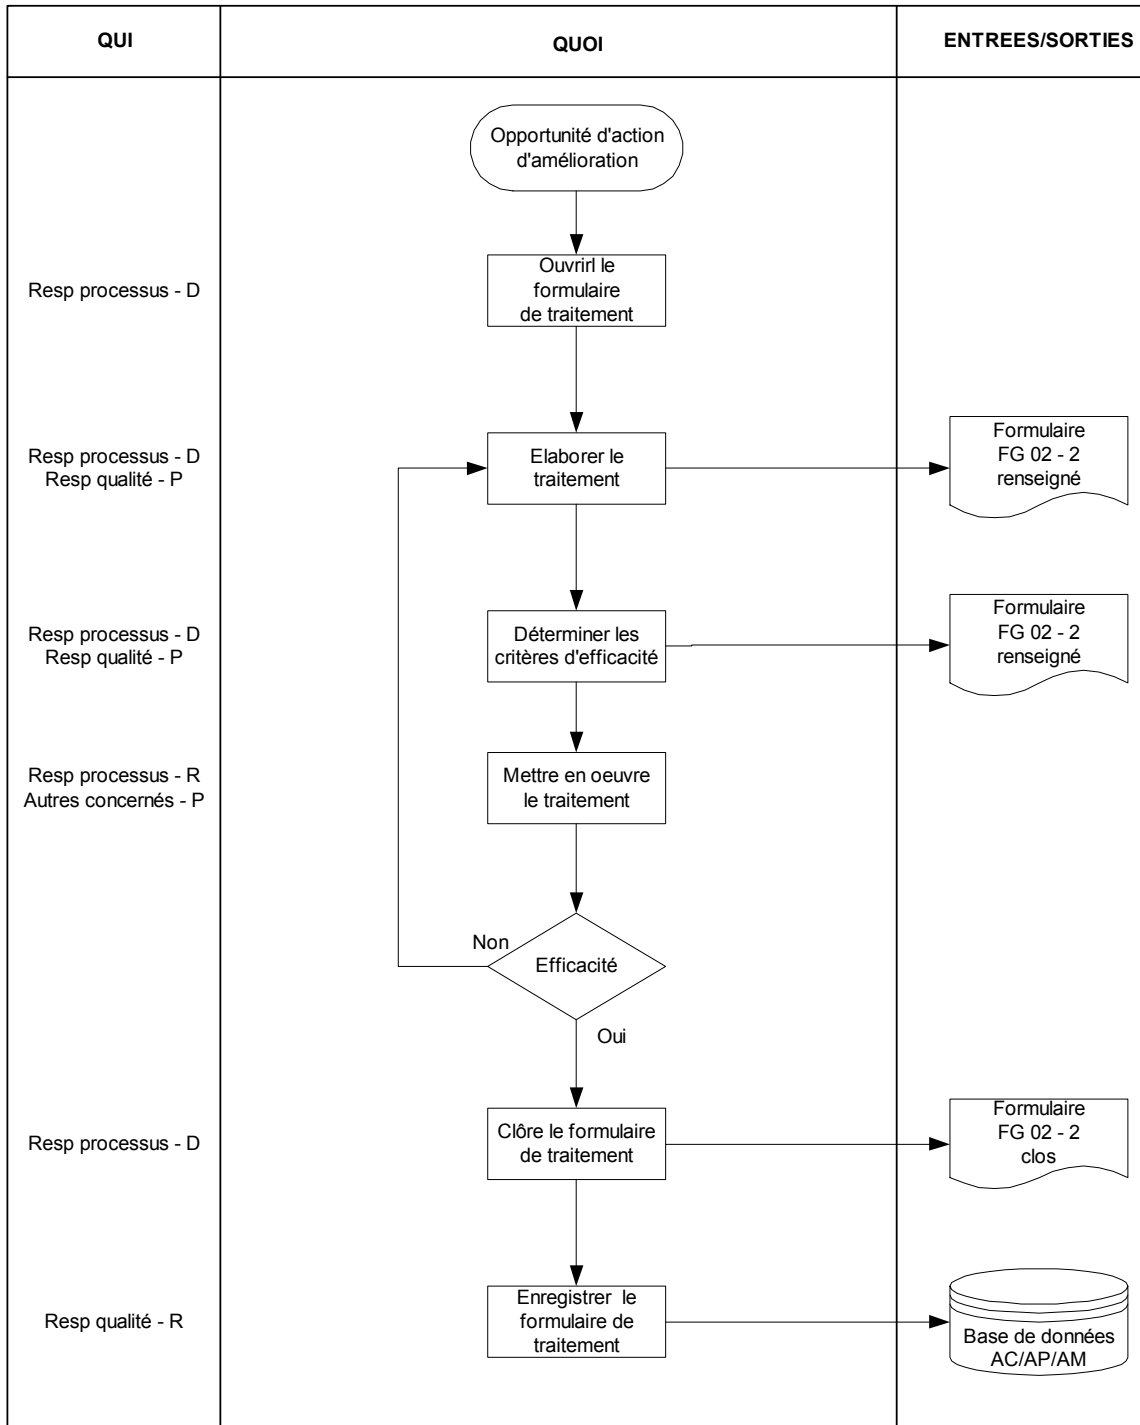 QUI
QUOI
ENTREES/SORTIES
Opportunité d'action
d'amélioration
Resp processus - D
Ouvrirl le
formulaire
de traitement
Resp processus - D
Resp qualité - P
Elaborer le
traitement
Formulaire
FG 02 - 2
renseigné
Resp processus - D
Resp qualité - P
Déterminer les
critères d'efficacité
Formulaire
FG 02 - 2
renseigné
Resp processus - R
Autres concernés - P
Mettre en oeuvre
le traitement
Non
Efficacité
Oui
Resp processus - D
Clôre le formulaire
de traitement
Formulaire
FG 02 - 2
clos
Resp qualité - R
Enregistrer le
formulaire de
traitement
Base de données
AC/AP/AM